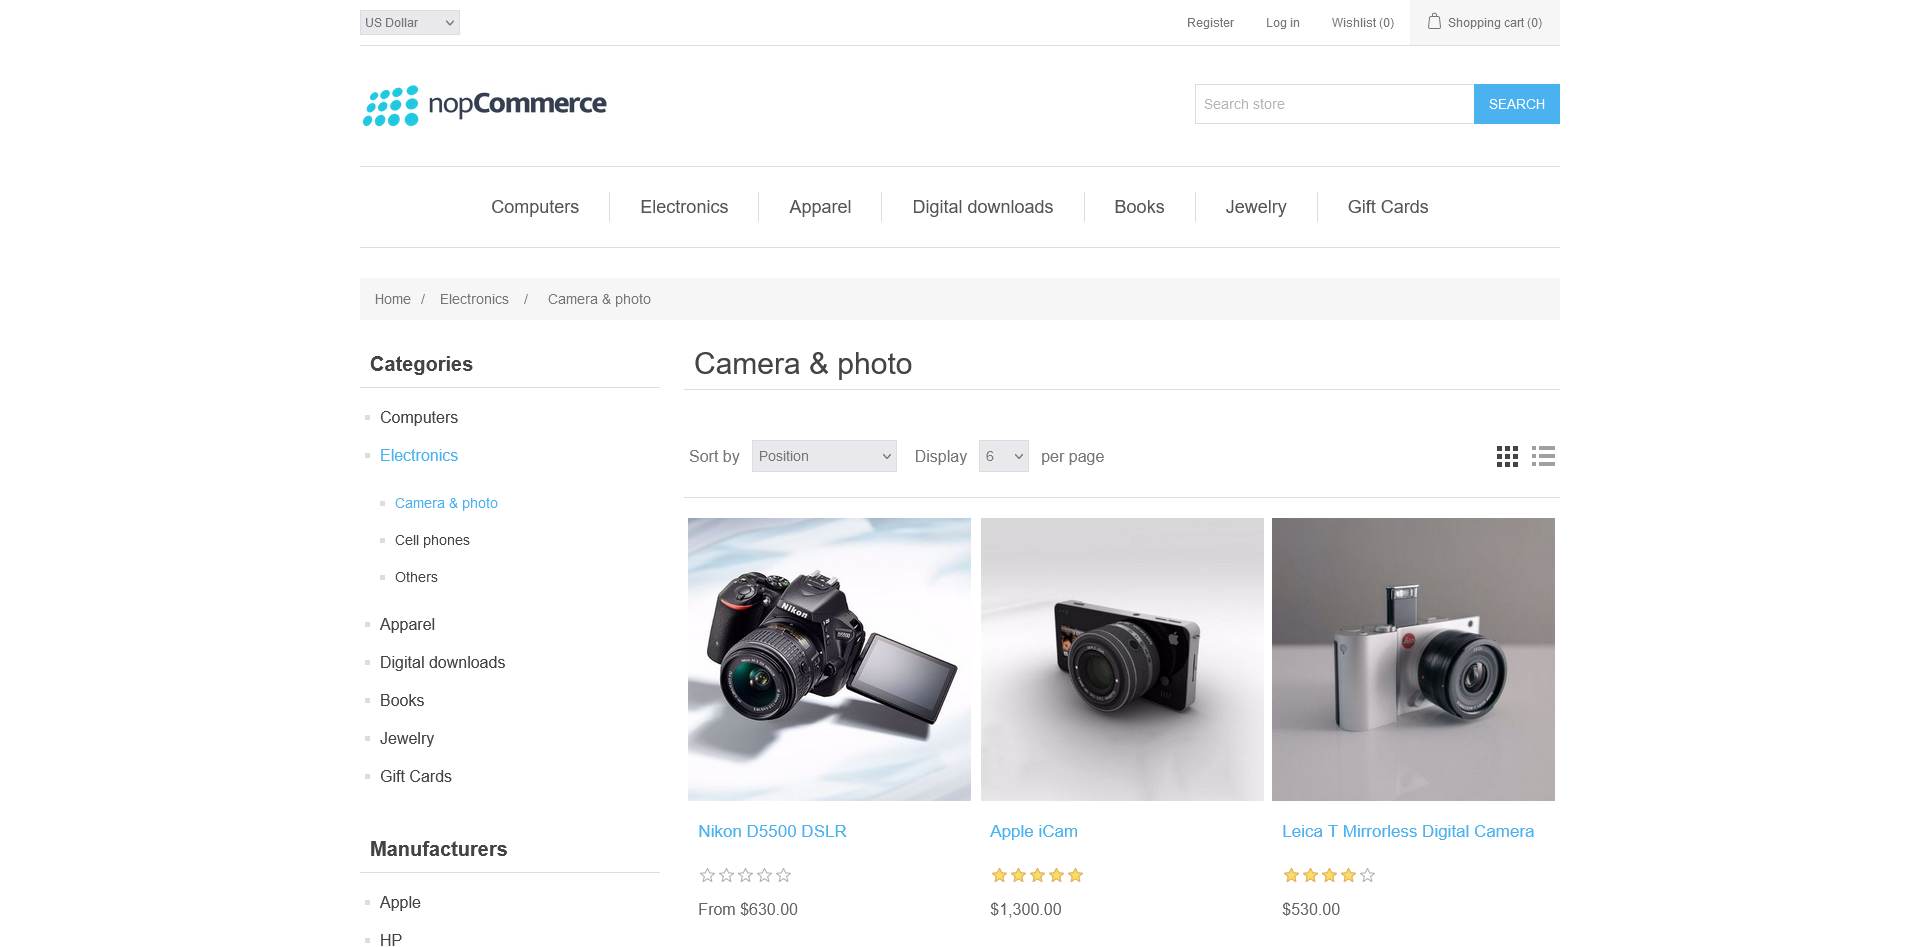 US Dollar
Register
Log in
Wishlist (0)
Shopping cart (0)
nopCommerce
Search store
SEARCH
Computers
Electronics
Apparel
Digital downloads
Books
Jewelry
Gift Cards
Home / Electronics / Camera & photo
Categories
Computers
Electronics
Camera & photo
Cell phones
Others
Apparel
Digital downloads
Books
Jewelry
Gift Cards
Manufacturers
Apple
HP
Camera & photo
Sort by Position Display 6 per page
Nikon
D5500
Leica
Nikon D5500 DSLR
From $630.00
Apple iCam
$1,300.00
Leica T Mirrorless Digital Camera
$530.00